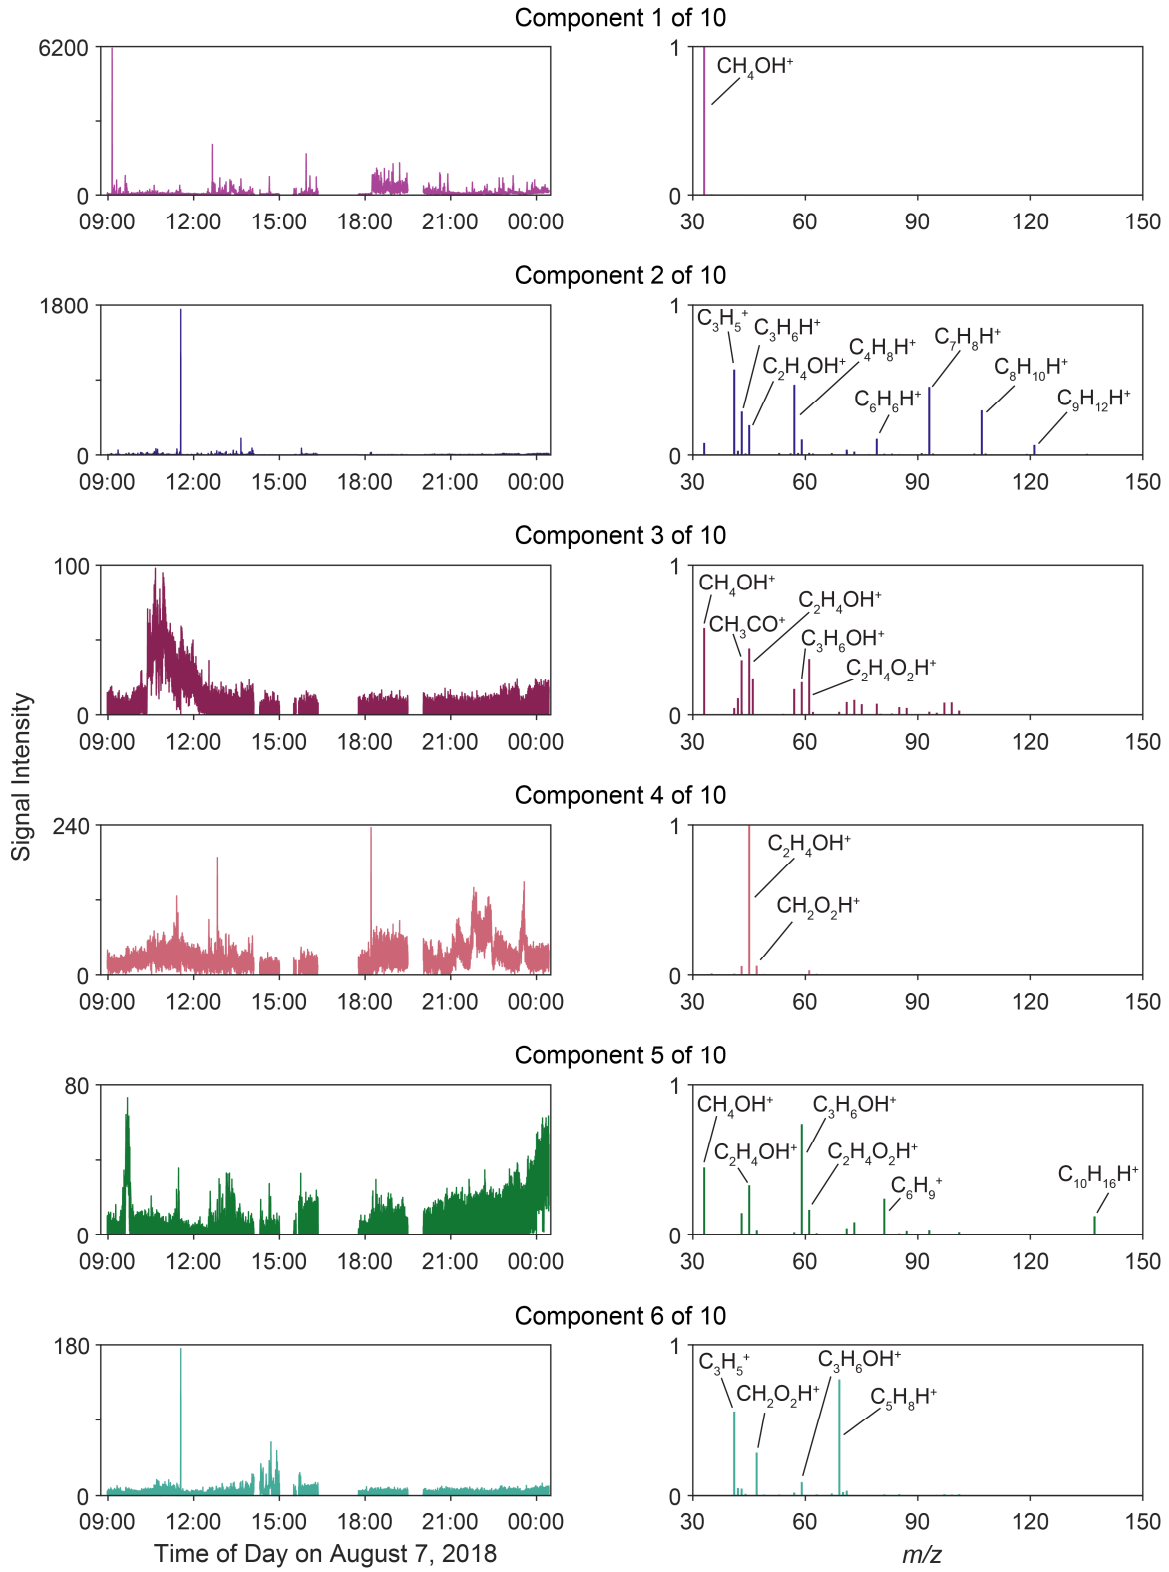 Component 1 of 10
6200
0
09:00 12:00 15:00 18:00 21:00 00:00
1
CH₄OH⁺
0
30 60 90 120 150
Component 2 of 10
1800
0
09:00 12:00 15:00 18:00 21:00 00:00
1
C₃H₅⁺
C₃H₆H⁺
C₂H₄OH⁺
C₄H₈H⁺
C₆H₆H⁺
C₇H₈H⁺
C₈H₁₀H⁺
C₉H₁₂H⁺
0
30 60 90 120 150
Component 3 of 10
100
0
09:00 12:00 15:00 18:00 21:00 00:00
1
CH₄OH⁺
CH₃CO⁺
C₂H₄OH⁺
C₃H₆OH⁺
C₂H₄O₂H⁺
0
30 60 90 120 150
Signal Intensity
Component 4 of 10
240
0
09:00 12:00 15:00 18:00 21:00 00:00
1
C₂H₄OH⁺
CH₂O₂H⁺
0
30 60 90 120 150
Component 5 of 10
80
0
09:00 12:00 15:00 18:00 21:00 00:00
1
CH₄OH⁺
C₂H₄OH⁺
C₃H₆OH⁺
C₂H₄O₂H⁺
C₆H₉⁺
C₁₀H₁₆H⁺
0
30 60 90 120 150
Component 6 of 10
180
0
09:00 12:00 15:00 18:00 21:00 00:00
Time of Day on August 7, 2018
1
C₃H₅⁺
CH₂O₂H⁺
C₃H₆OH⁺
C₅H₈H⁺
0
30 60 90 120 150
m/z